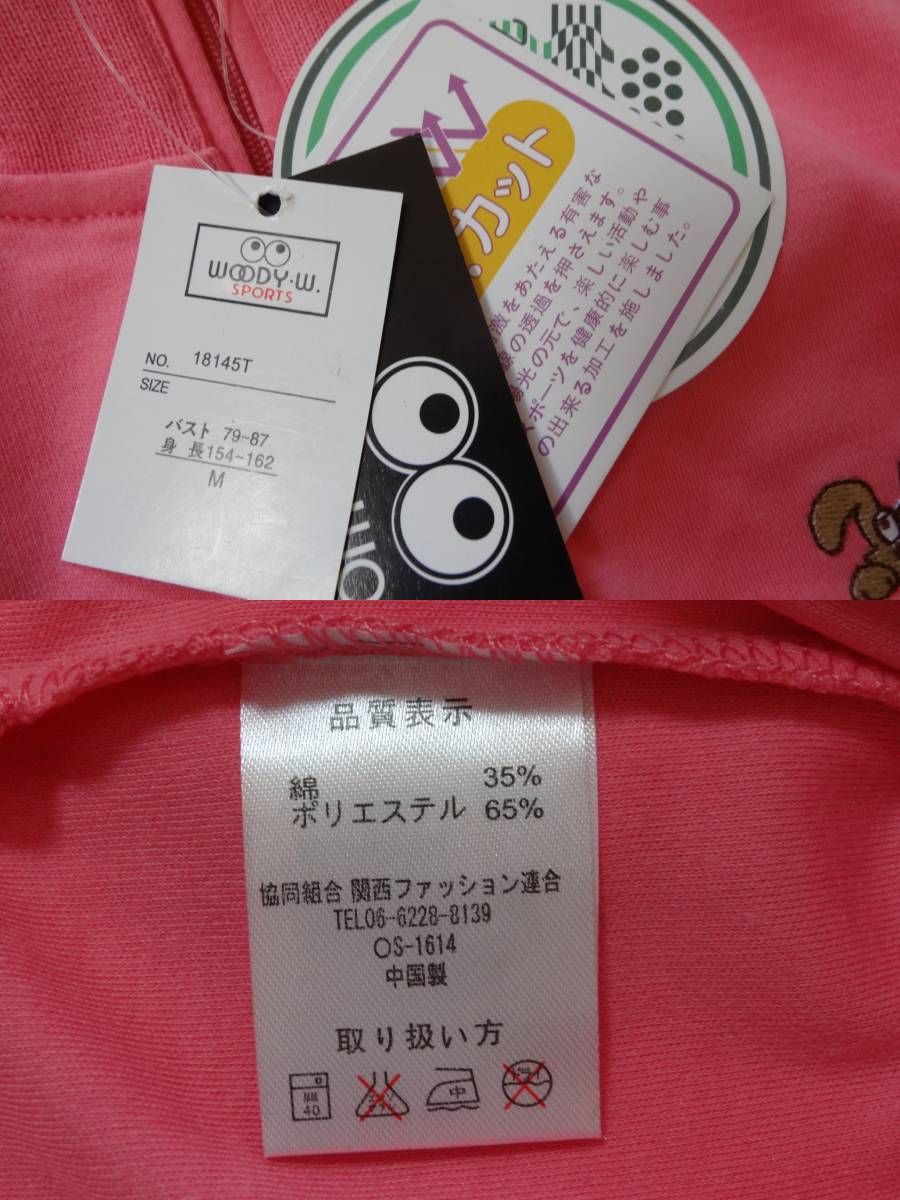 WOODY・W.
SPORTS
NO. 18145T
SIZE
バスト 79~87
身 長154~162
M
カット
をあたえる有害な
の透過を押さえます。
光の元で、楽しい活動や
ポーツを健康的に楽しむ事
の出来る加工を施しました。
品質表示
綿 35%
ポリエステル 65%
協同組合 関西ファッション連合
TEL06-6228-8139
OS-1614
中国製
取り扱い方
40
中